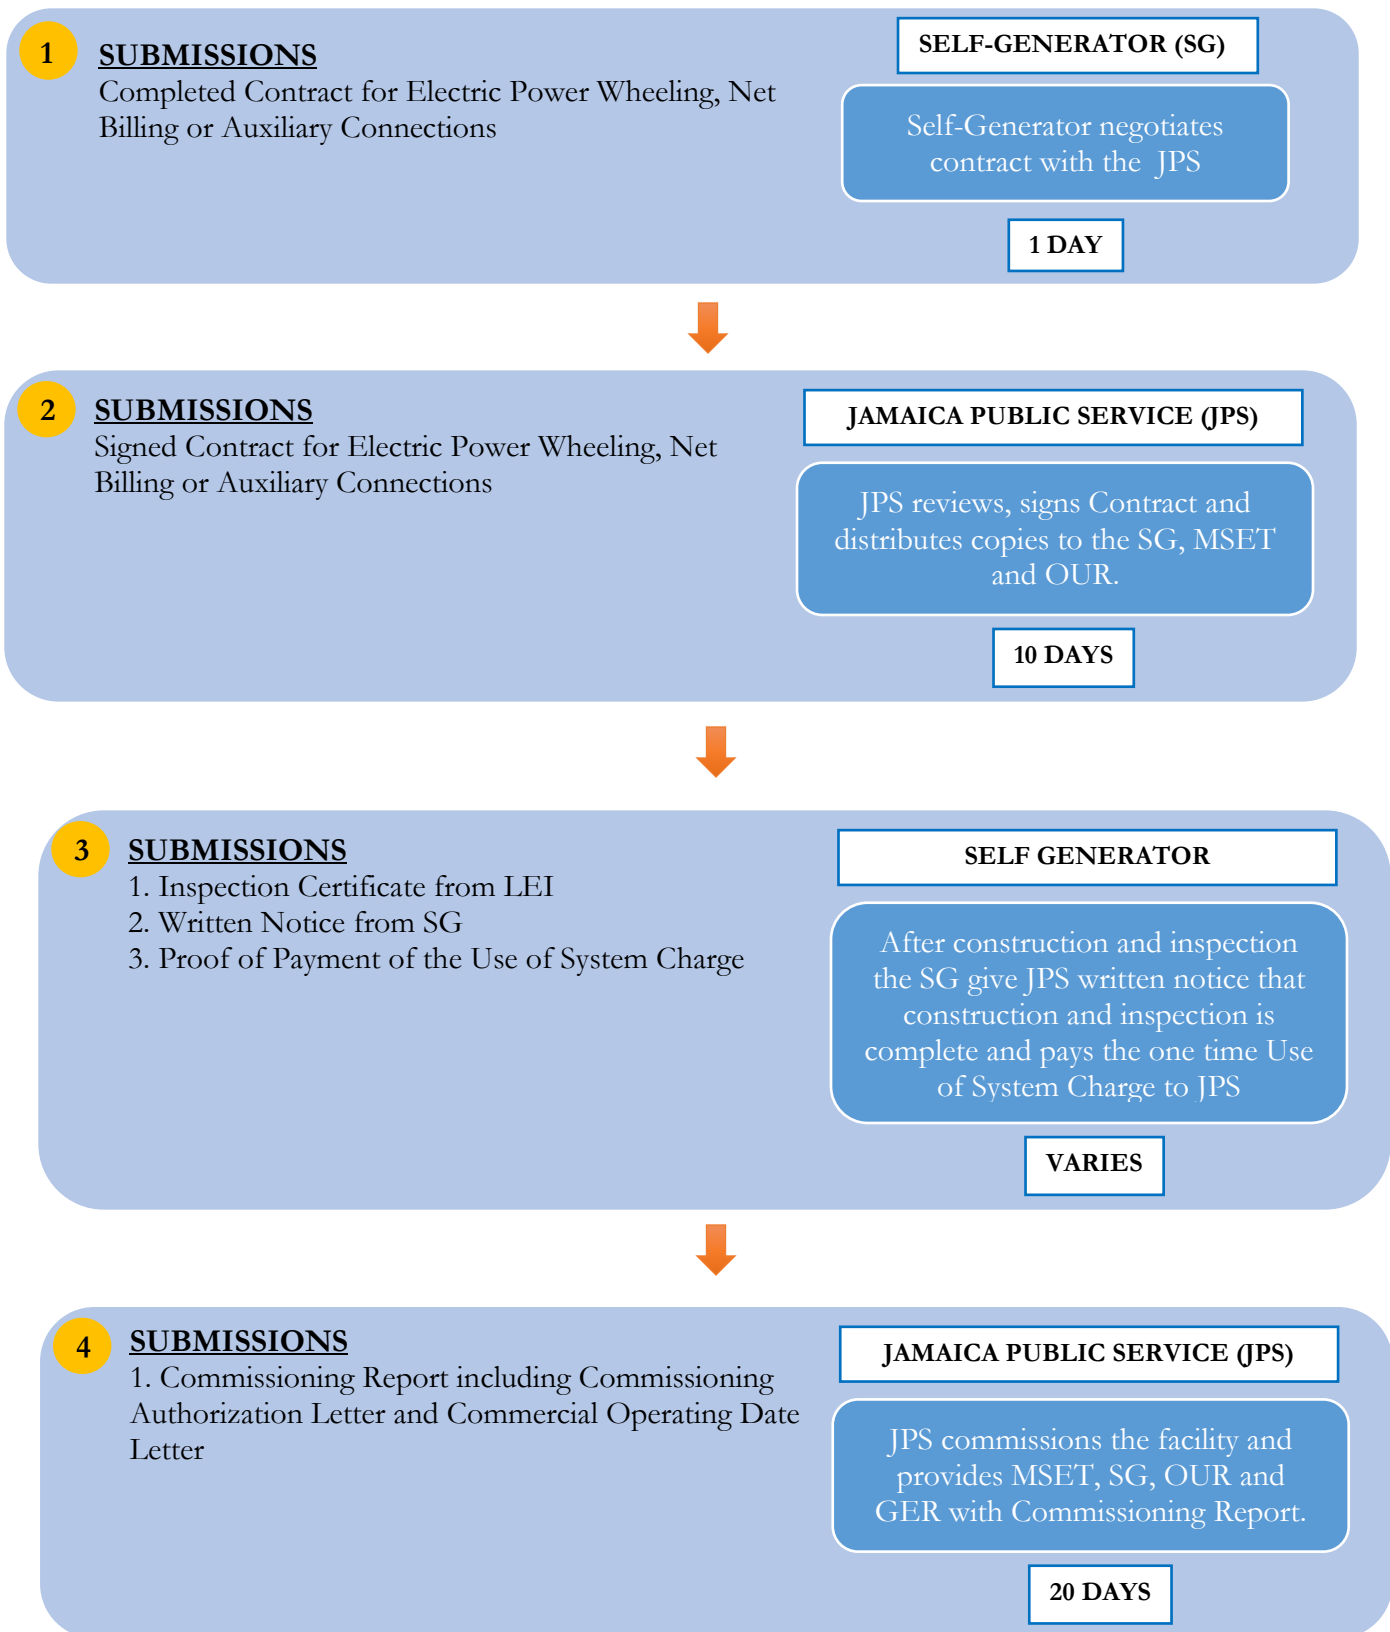 1
SUBMISSIONS
Completed Contract for Electric Power Wheeling, Net
Billing or Auxiliary Connections
SELF-GENERATOR (SG)
Self-Generator negotiates
contract with the JPS
1 DAY
2
SUBMISSIONS
Signed Contract for Electric Power Wheeling, Net
Billing or Auxiliary Connections
JAMAICA PUBLIC SERVICE (JPS)
JPS reviews, signs Contract and
distributes copies to the SG, MSET
and OUR.
10 DAYS
3
SUBMISSIONS
1. Inspection Certificate from LEI
2. Written Notice from SG
3. Proof of Payment of the Use of System Charge
SELF GENERATOR
After construction and inspection
the SG give JPS written notice that
construction and inspection is
complete and pays the one time Use
of System Charge to JPS
VARIES
4
SUBMISSIONS
1. Commissioning Report including Commissioning
Authorization Letter and Commercial Operating Date
Letter
JAMAICA PUBLIC SERVICE (JPS)
JPS commissions the facility and
provides MSET, SG, OUR and
GER with Commissioning Report.
20 DAYS